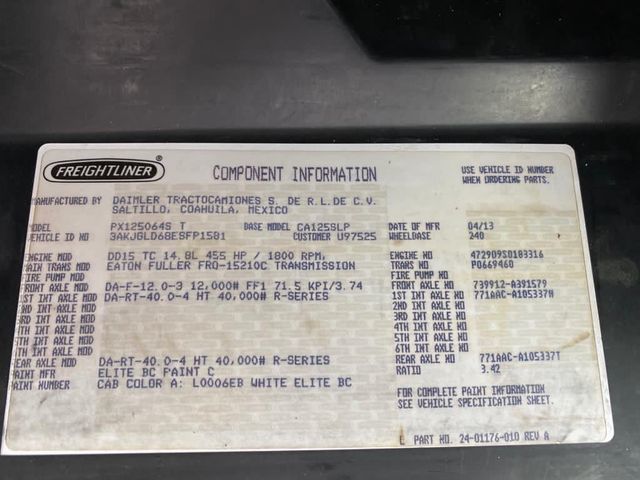 FREIGHTLINER ® COMPONENT INFORMATION USE VEHICLE ID NUMBER
WHEN ORDERING PARTS.
MANUFACTURED BY DAIMLER TRACTOCAMIONES S. DE R.L.DE C.V.
SALTILLO, COAHUILA, MEXICO
MODEL PX125064S T BASE MODEL CA125SLP DATE OF MFR 04/13
VEHICLE ID NO 3AKJGLD68ESFP1581 CUSTOMER U97525 WHEELBASE 240
ENGINE MOD DD15 TC 14.8L 455 HP / 1800 RPM, ENGINE NO 472909S0183316
MAIN TRANS MOD EATON FULLER FRO-15210C TRANSMISSION TRANS NO P0669460
FIRE PUMP MOD FIRE PUMP NO
FRONT AXLE MOD DA-F-12.0-3 12,000# FF1 71.5 KPI/3.74 FRONT AXLE NO 739912-A391579
1ST INT AXLE MOD DA-RT-40.0-4 HT 40,000# R-SERIES 1ST INT AXLE NO 771AAC-A105337H
2ND INT AXLE MOD 2ND INT AXLE NO
3RD INT AXLE MOD 3RD INT AXLE NO
4TH INT AXLE MOD 4TH INT AXLE NO
5TH INT AXLE MOD 5TH INT AXLE NO
6TH INT AXLE MOD 6TH INT AXLE NO
REAR AXLE MOD DA-RT-40.0-4 HT 40,000# R-SERIES REAR AXLE NO 771AAC-A105337T
PAINT MFR ELITE BC PAINT C RATIO 3.42
PAINT NUMBER CAB COLOR A: L0006EB WHITE ELITE BC
FOR COMPLETE PAINT INFORMATION
SEE VEHICLE SPECIFICATION SHEET.
PART NO. 24-01176-010 REV A